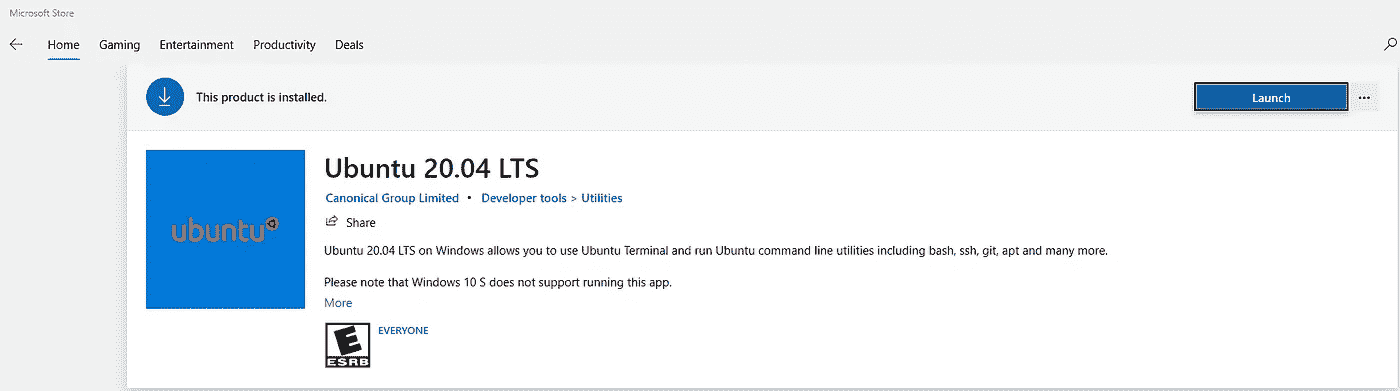 Microsoft Store
Home Gaming Entertainment Productivity Deals
This product is installed.
Launch
ubuntu
Ubuntu 20.04 LTS
Canonical Group Limited • Developer tools > Utilities
Share
Ubuntu 20.04 LTS on Windows allows you to use Ubuntu Terminal and run Ubuntu command line utilities including bash, ssh, git, apt and many more.
Please note that Windows 10 S does not support running this app.
More
E
EVERYONE
ESRB